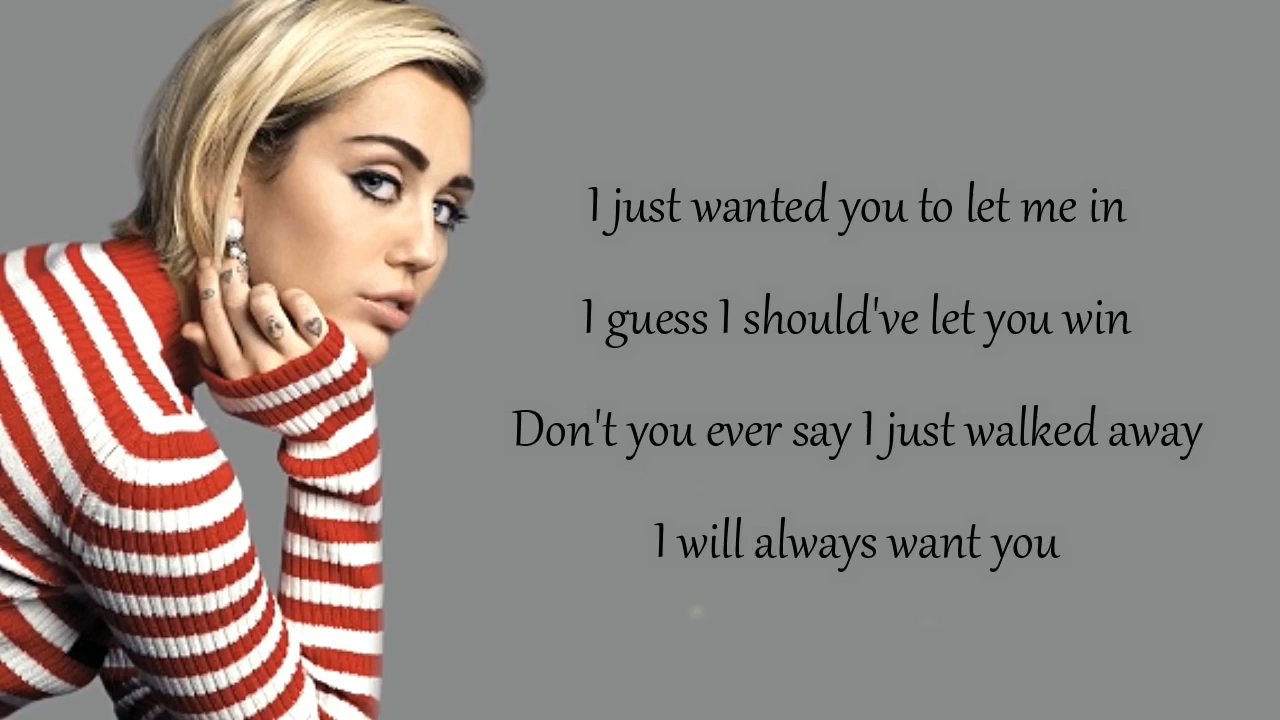 I just wanted you to let me in
I guess I should've let you win
Don't you ever say I just walked away
I will always want you